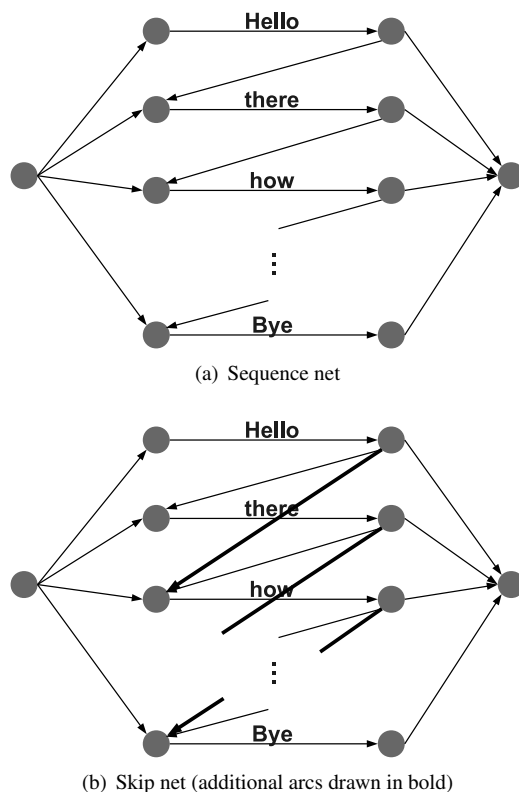 Hello
there
how
⋮
Bye
(a) Sequence net
Hello
there
how
⋮
Bye
(b) Skip net (additional arcs drawn in bold)